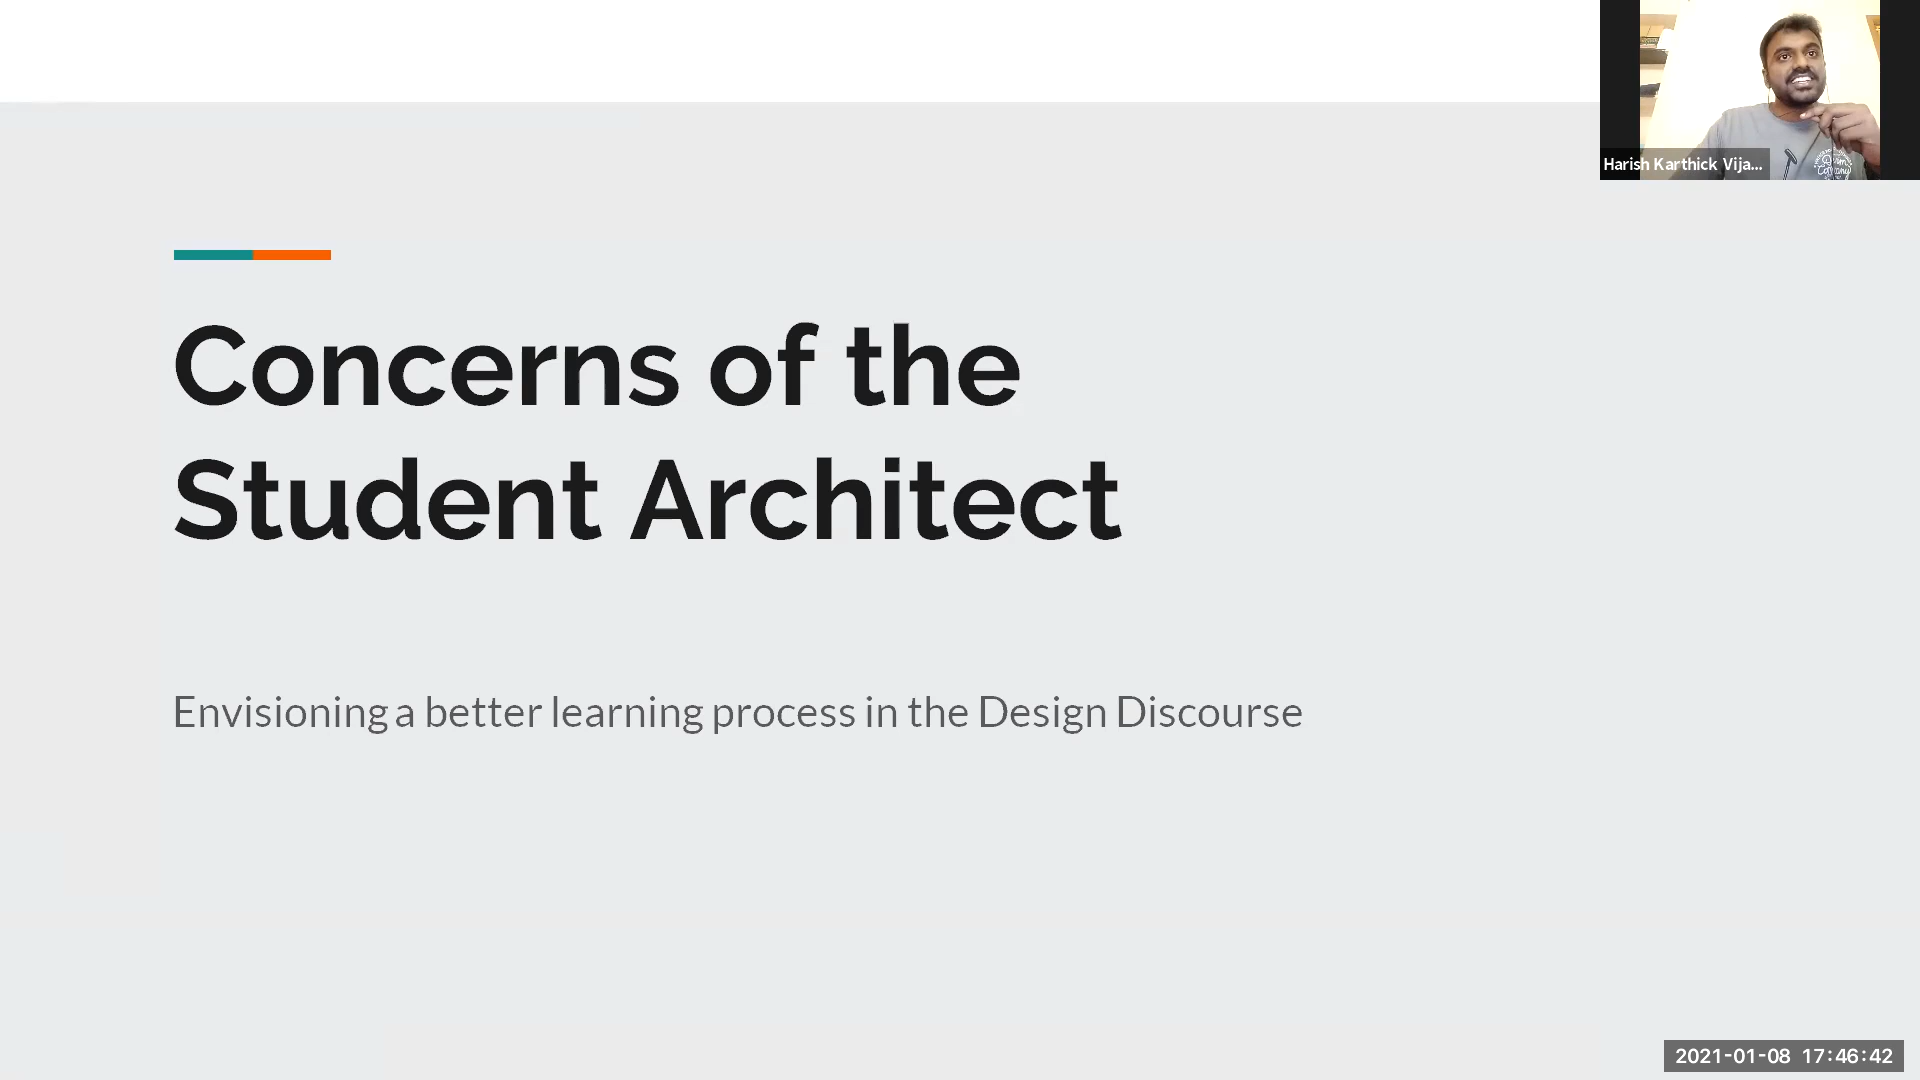 Harish Karthick Vija...
Concerns of the
Student Architect
Envisioning a better learning process in the Design Discourse
2021-01-08 17:46:42